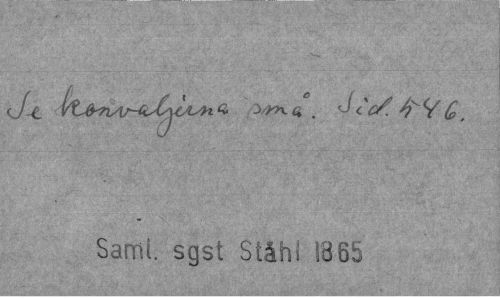 Se konvaljerna små. Sid. 546.
Saml. sgst Ståhl 1865